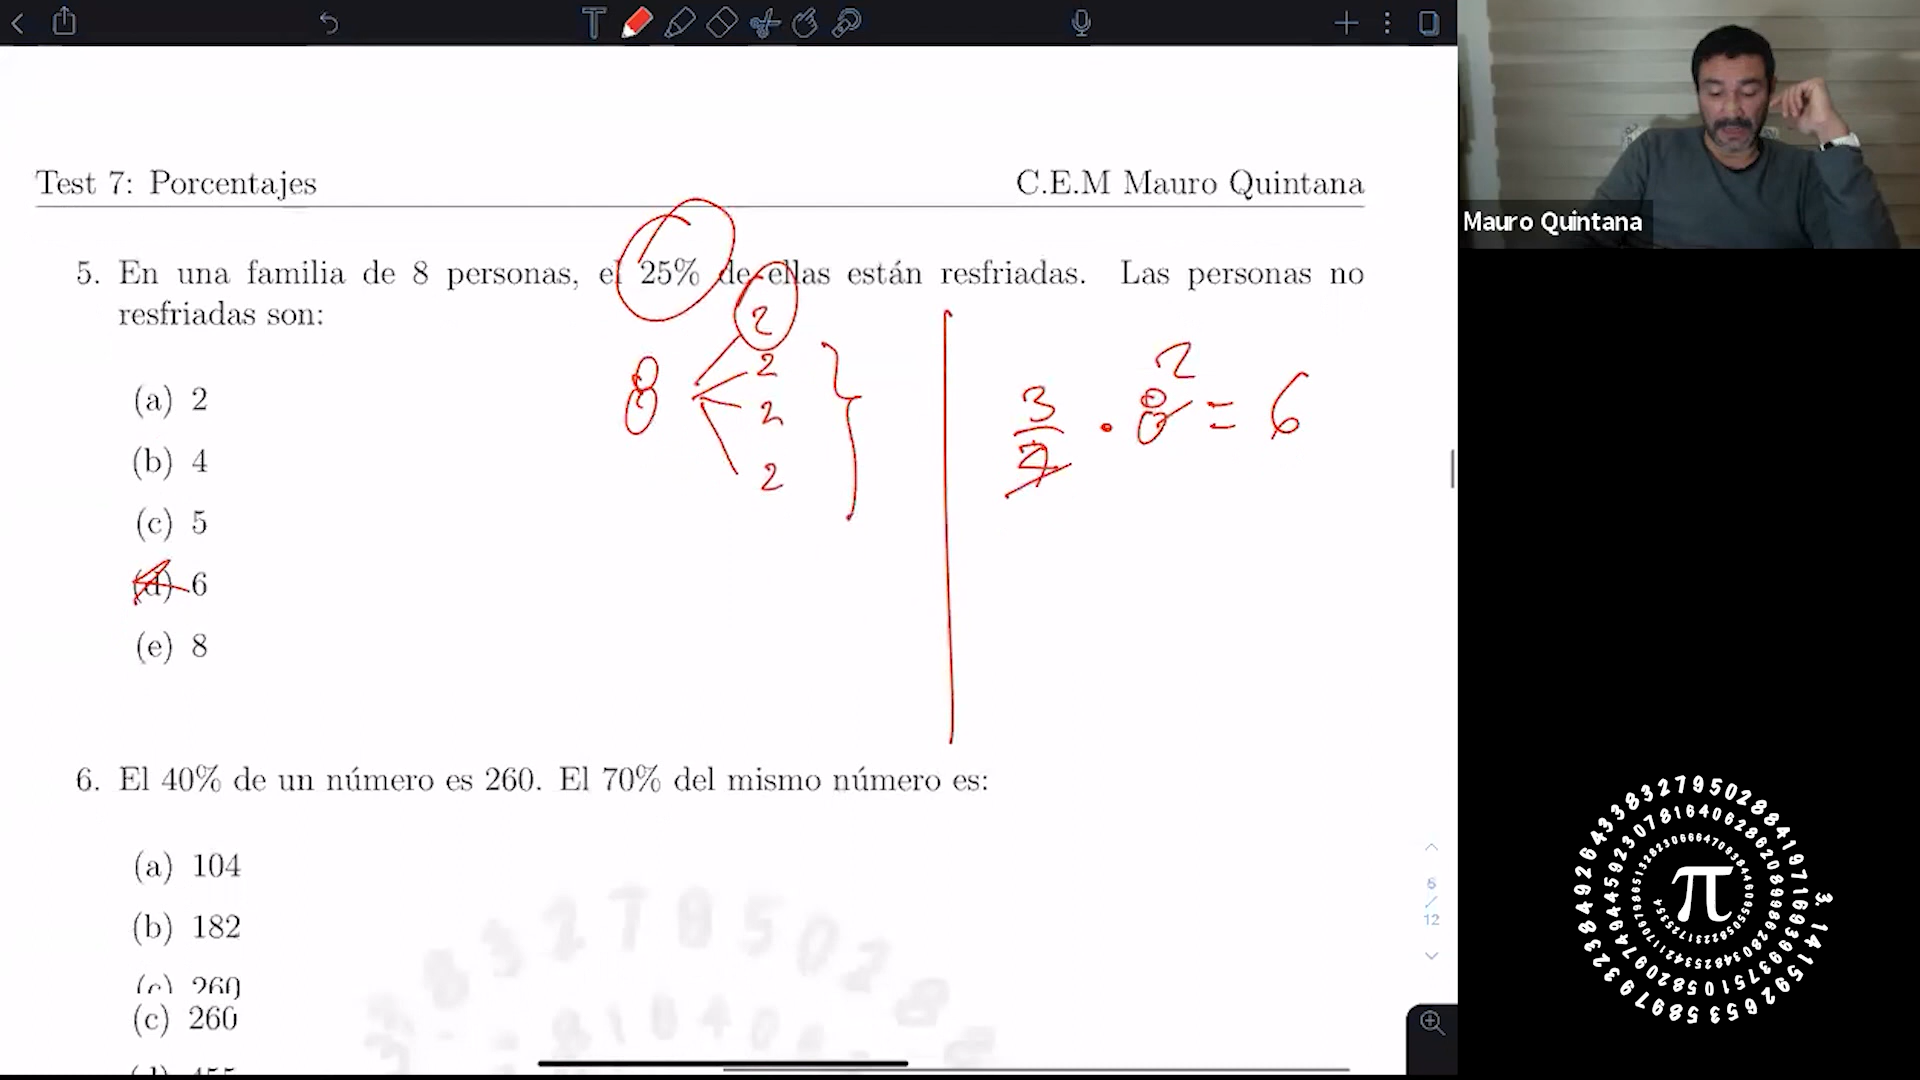 Test 7: Porcentajes
C.E.M Mauro Quintana
Mauro Quintana
5. En una familia de 8 personas, el 25% de ellas están resfriadas. Las personas no
resfriadas son:
8
2
2
2
2
3/4 · 8 = 6
2
(a) 2
(b) 4
(c) 5
(d) 6
(e) 8
6. El 40% de un número es 260. El 70% del mismo número es:
(a) 104
(b) 182
(c) 260
(c) 260
(d) 455
6
/
12
π